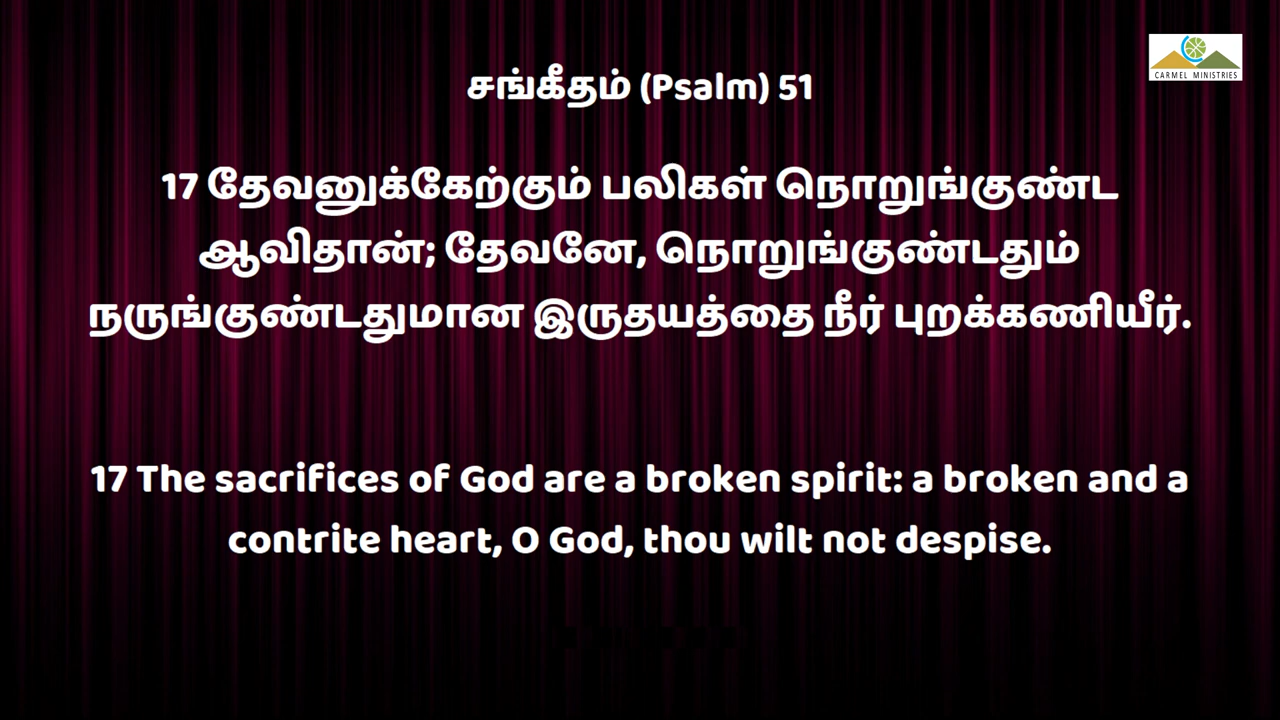 CARMEL MINISTRIES
சங்கீதம் (Psalm) 51
17 தேவனுக்கேற்கும் பலிகள் நொறுங்குண்ட
ஆவிதான்; தேவனே, நொறுங்குண்டதும்
நருங்குண்டதுமான இருதயத்தை நீர் புறக்கணியீர்.
17 The sacrifices of God are a broken spirit: a broken and a
contrite heart, O God, thou wilt not despise.